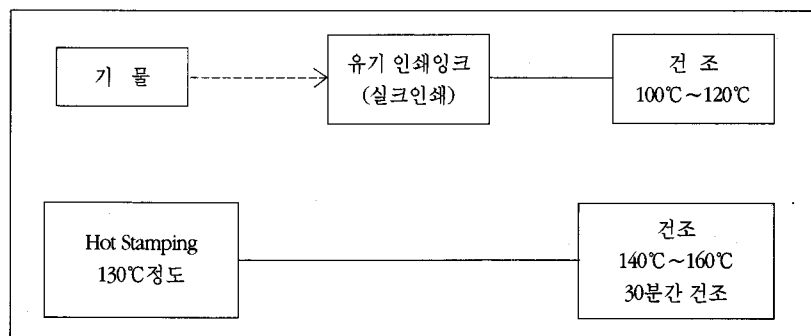 기 물
유기 인쇄잉크
(실크인쇄)
건 조
100℃~120℃
Hot Stamping
130℃정도
건조
140℃~160℃
30분간 건조